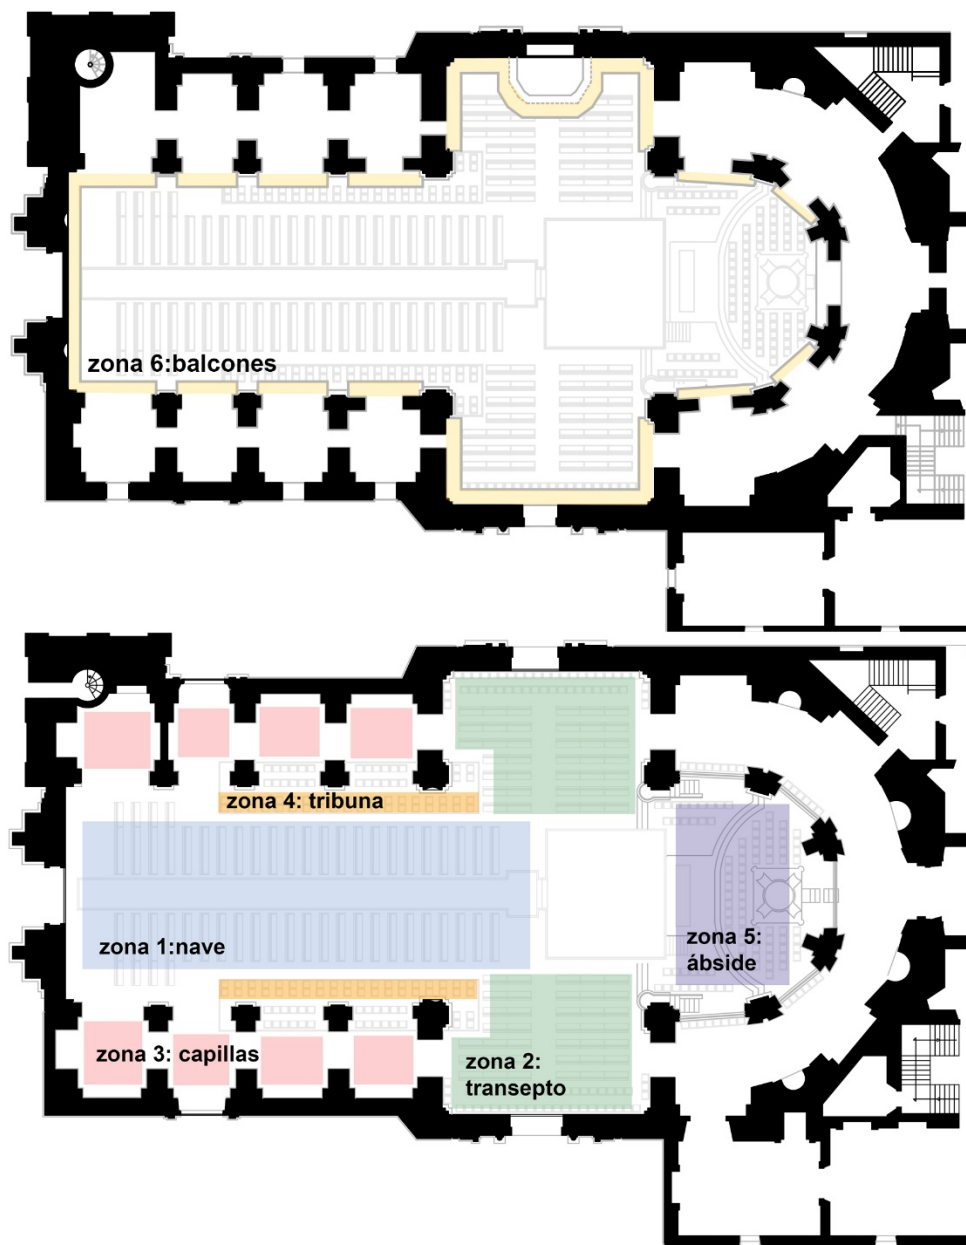 zona 6:balcones
zona 4: tribuna
zona 1:nave
zona 5:
ábside
zona 3: capillas
zona 2:
transepto